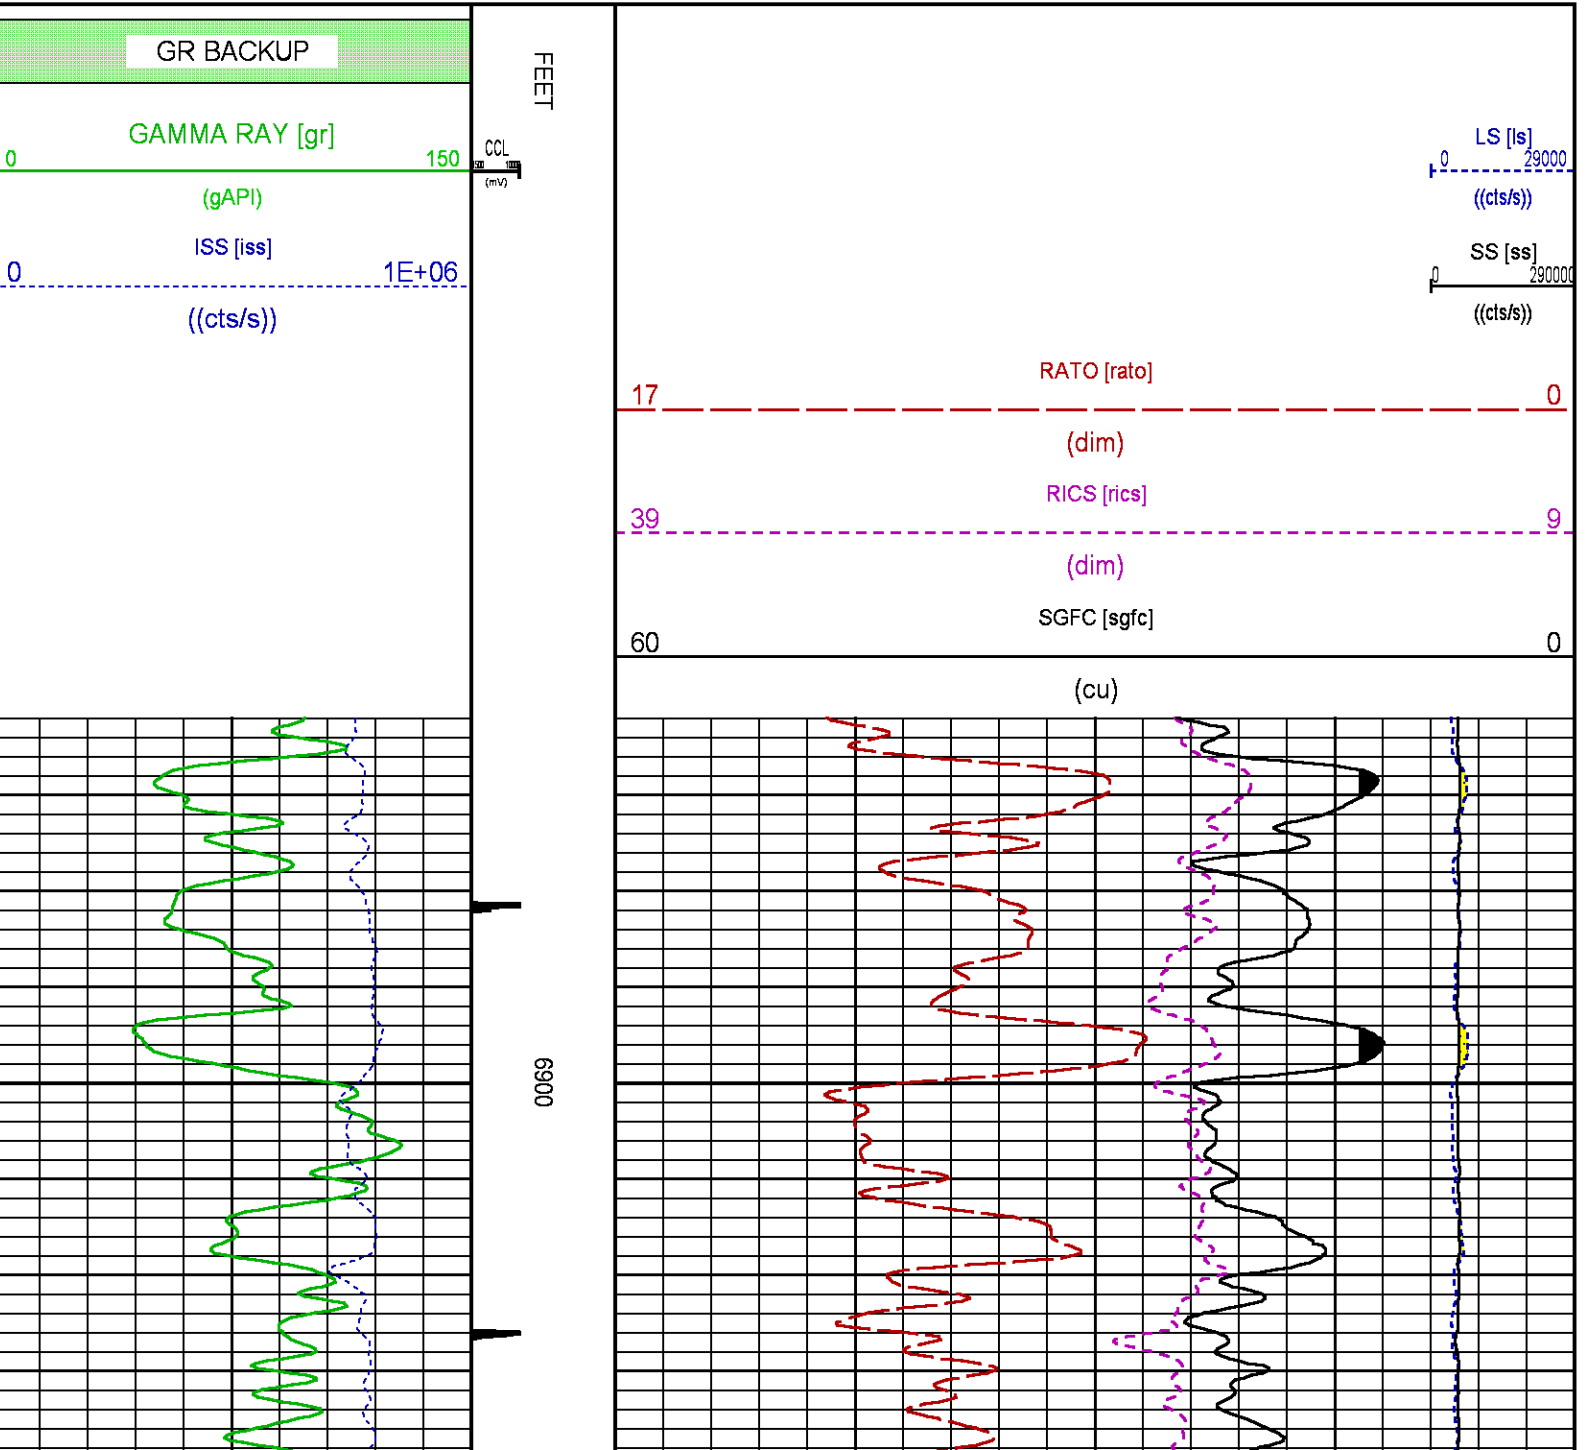 GR BACKUP
GAMMA RAY [gr]
0 150
(gAPI)
ISS [iss]
0 1E+06
((cts/s))
FEET
CCL
(mV)
LS [ls]
0 29000
((cts/s))
SS [ss]
0 290000
((cts/s))
RATO [rato]
17 0
(dim)
RICS [rics]
39 9
(dim)
SGFC [sgfc]
60 0
(cu)
6900